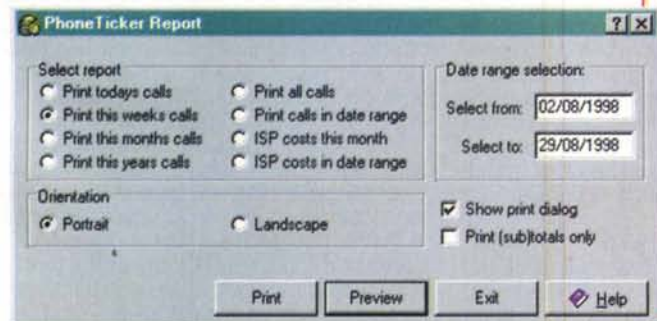 PhoneTicker Report
Select report
Print todays calls
Print this weeks calls
Print this months calls
Print this years calls
Print all calls
Print calls in date range
ISP costs this month
ISP costs in date range
Date range selection:
Select from: 02/08/1998
Select to: 29/08/1998
Orientation
Portrait
Landscape
Show print dialog
Print (sub)totals only
Print
Preview
Exit
Help